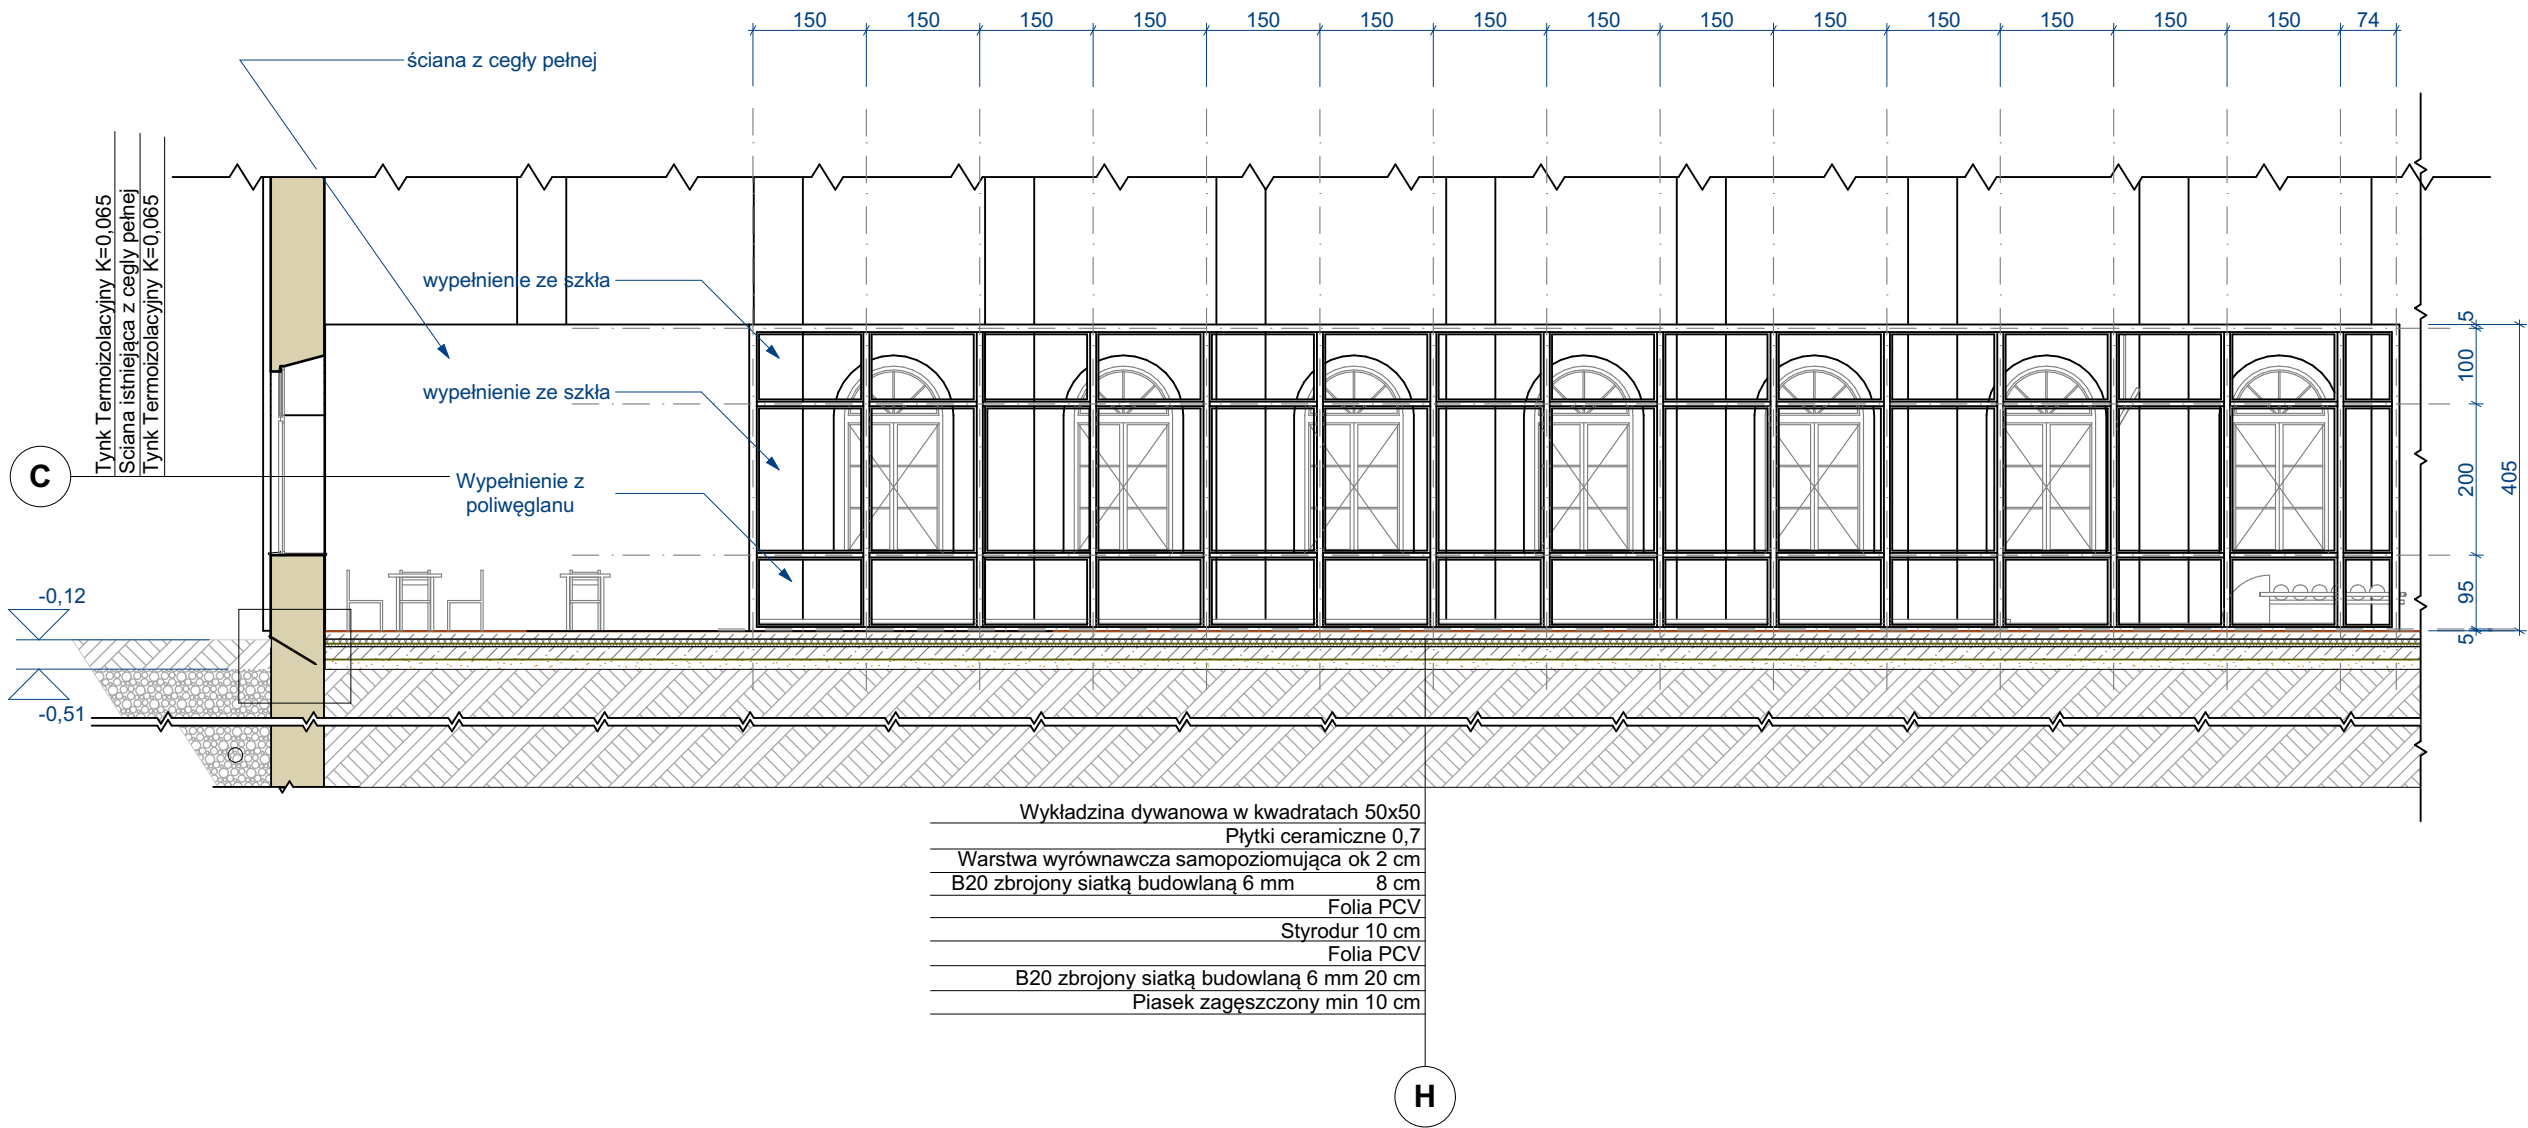 150 150 150 150 150 150 150 150 150 150 150 150 150 150 74
ściana z cegły pełnej
Tynk Termoizolacyjny K=0,065
Sciana istniejąca z cegly pełnej
Tynk Termoizolacyjny K=0,065
wypełnienie ze szkła
wypełnienie ze szkła
Wypełnienie z
poliwęglanu
C
-0,12
-0,51
5
100
200
95
5
405
Wykładzina dywanowa w kwadratach 50x50
Płytki ceramiczne 0,7
Warstwa wyrównawcza samopoziomująca ok 2 cm
B20 zbrojony siatką budowlaną 6 mm 8 cm
Folia PCV
Styrodur 10 cm
Folia PCV
B20 zbrojony siatką budowlaną 6 mm 20 cm
Piasek zagęszczony min 10 cm
H